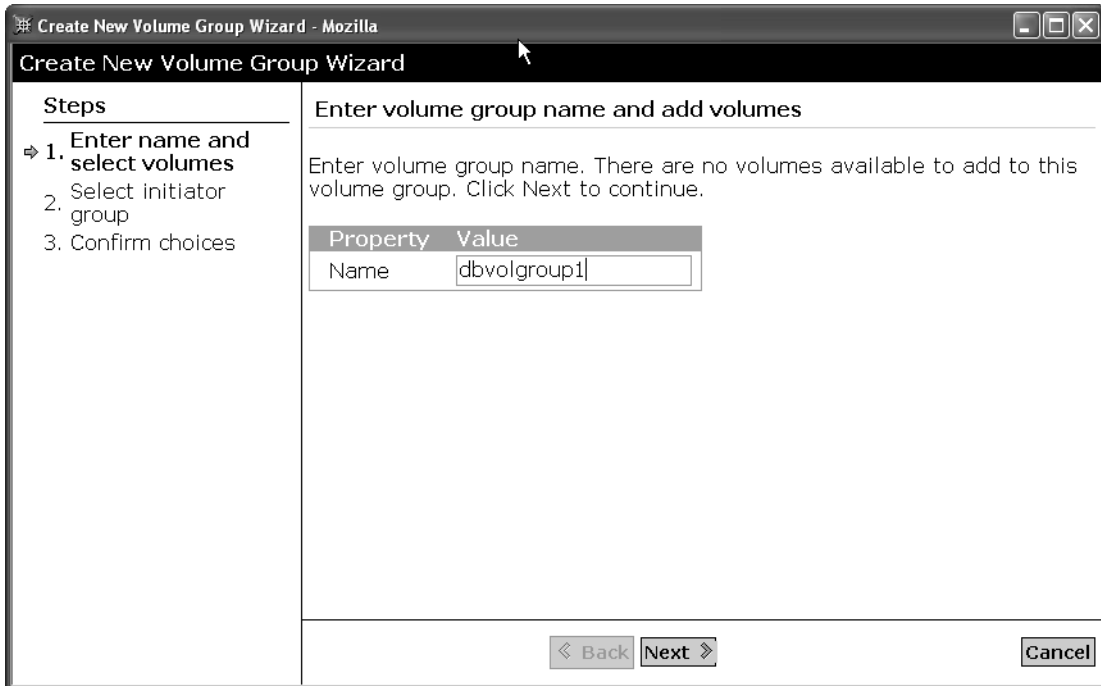 Create New Volume Group Wizard - Mozilla
Create New Volume Group Wizard
Steps
1. Enter name and
select volumes
2. Select initiator
group
3. Confirm choices
Enter volume group name and add volumes
Enter volume group name. There are no volumes available to add to this
volume group. Click Next to continue.
Property Value
Name dbvolgroup1
Back Next Cancel